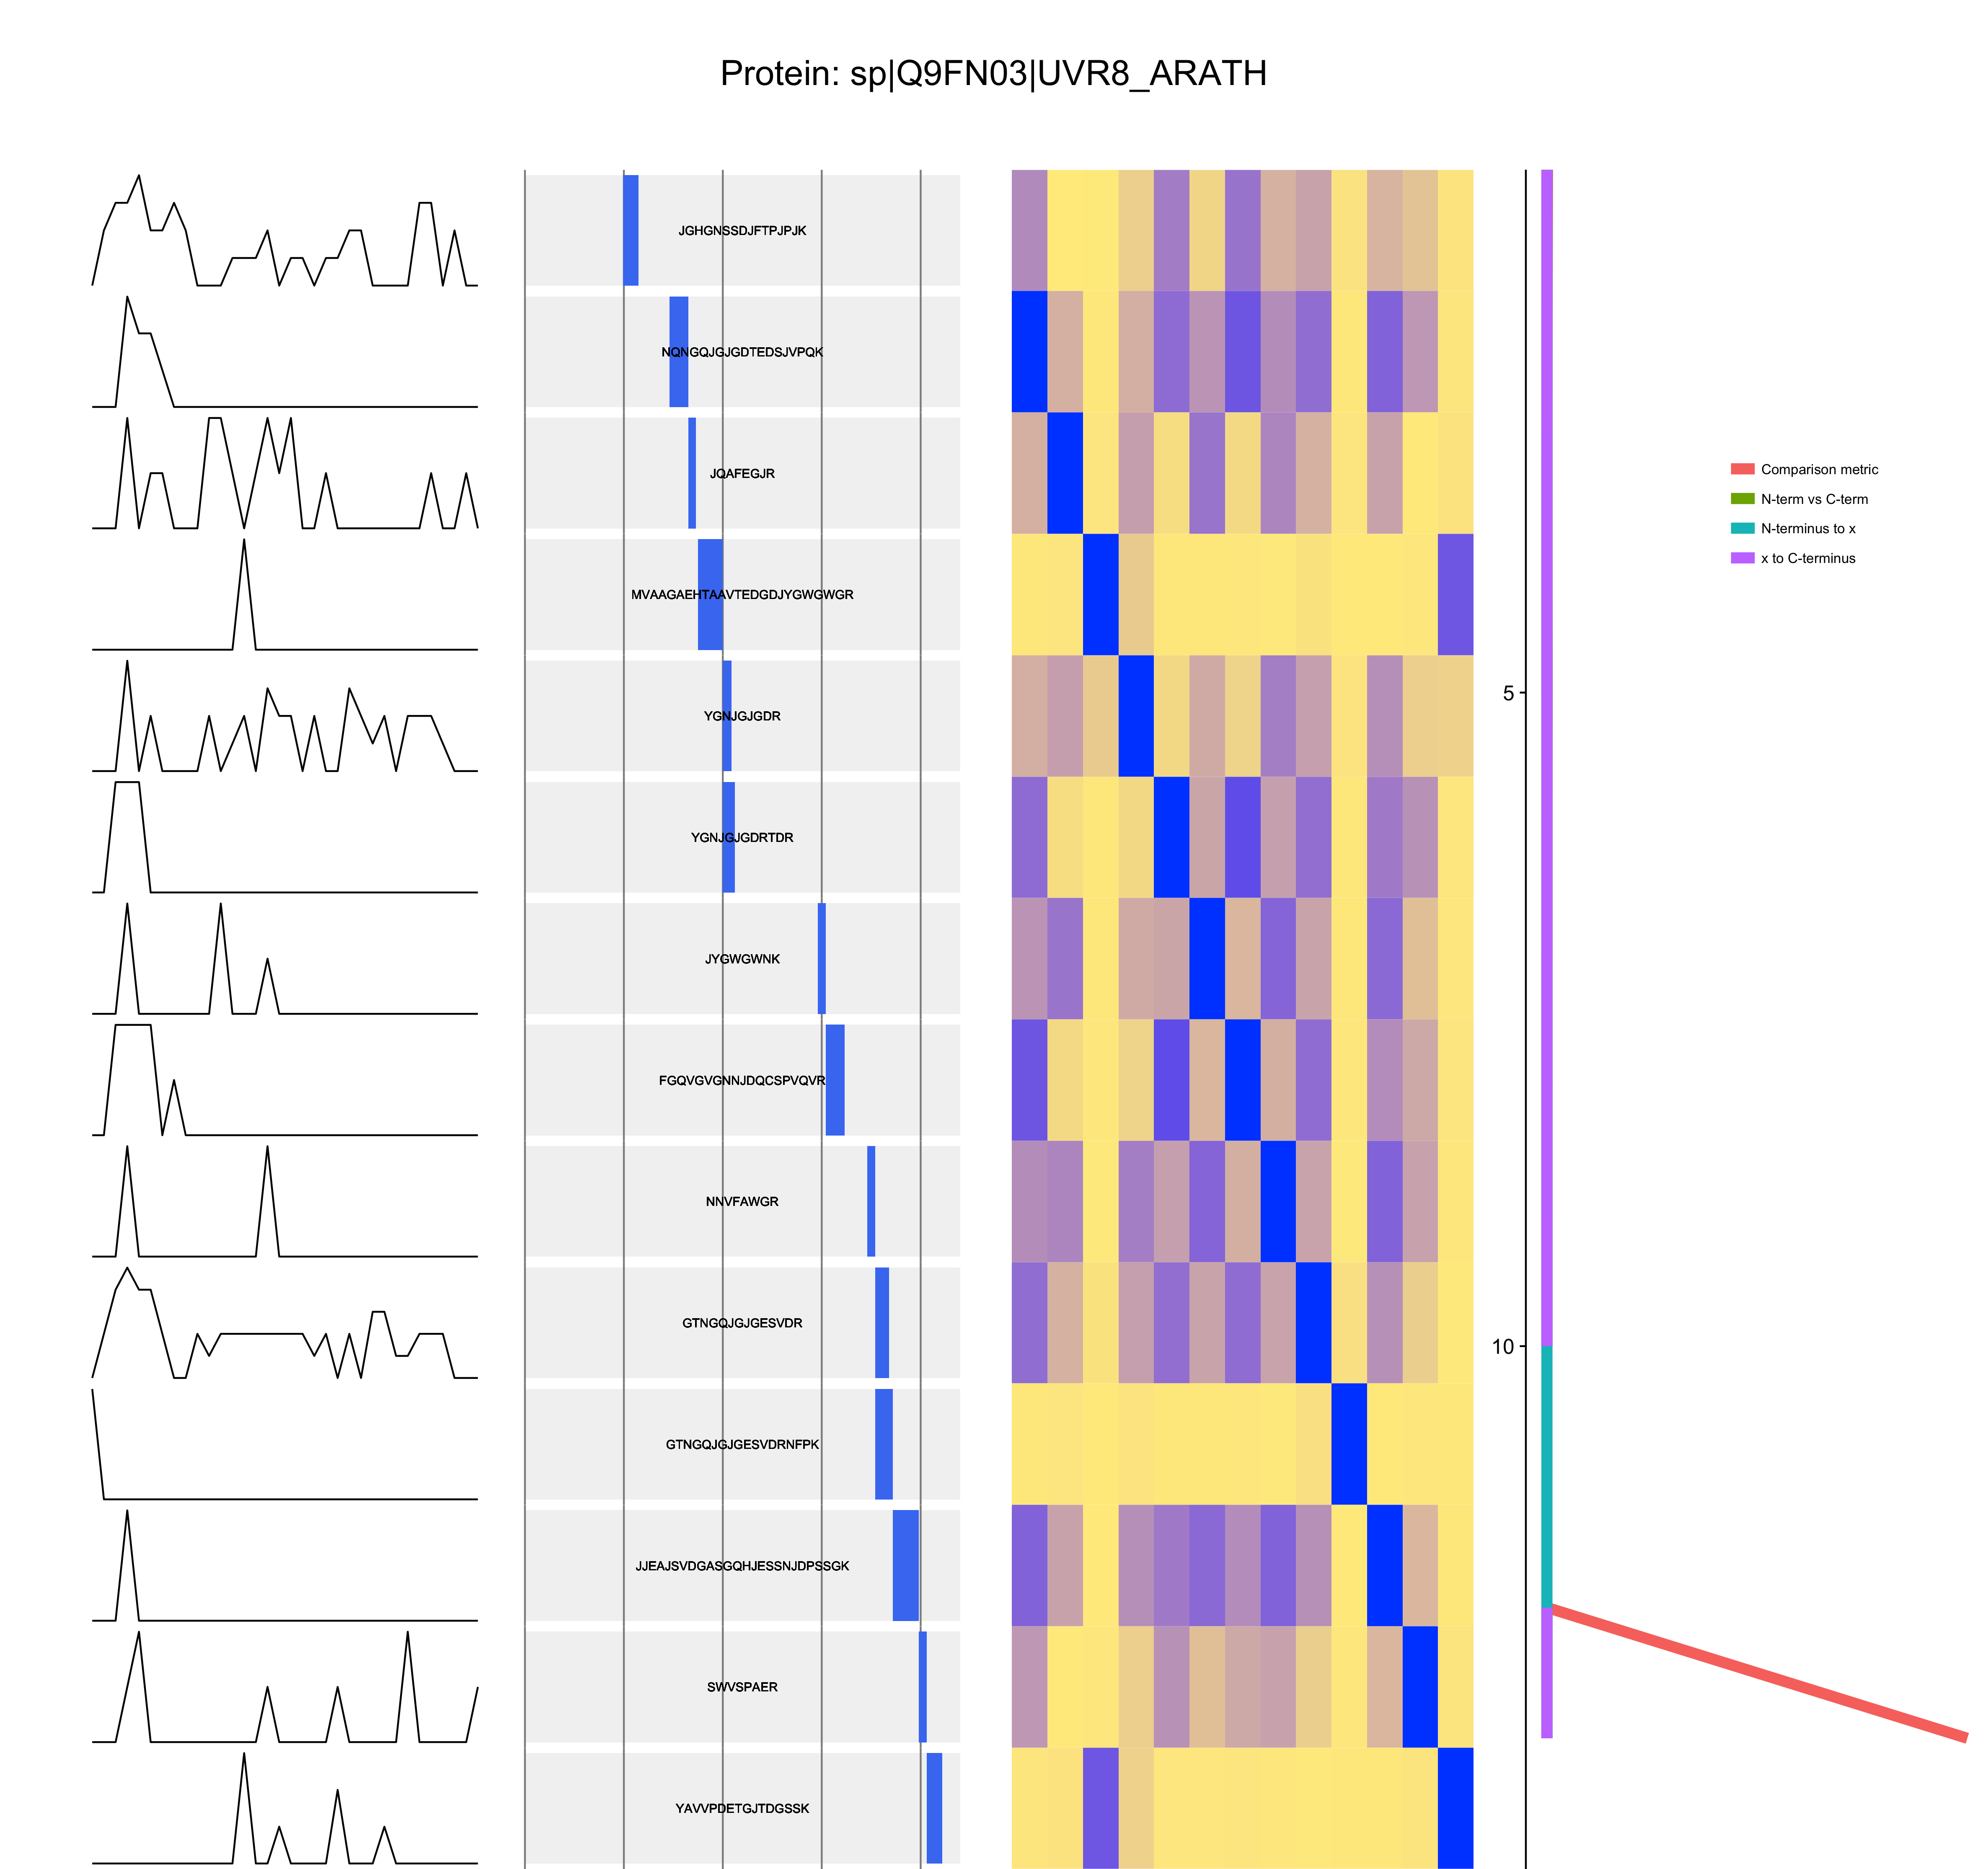 Protein: sp|Q9FN03|UVR8_ARATH
JGHGNSSDJFTPJPJK
NQNGQJGJGDTEDSJVPQK
JQAFEGJR
MVAAGAEHTAAVTEDGDJYGWGWGR
YGNJGJGDR
YGNJGJGDRTDR
JYGWGWNK
FGQVGVGNNJDQCSPVQVR
NNVFAWGR
GTNGQJGJGESVDR
GTNGQJGJGESVDRNFPK
JJEAJSVDGASGQHJESSNJDPSSGK
SWVSPAER
YAVVPDETGJTDGSSK
5
10
Comparison metric
N-term vs C-term
N-terminus to x
x to C-terminus